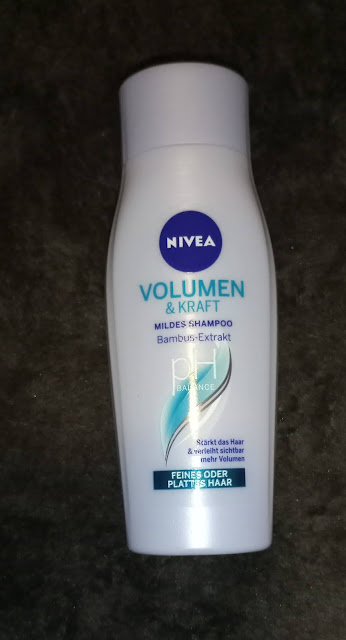 NIVEA
VOLUMEN
& KRAFT
MILDES SHAMPOO
Bambus-Extrakt
pH
BALANCE
Stärkt das Haar
& verleiht sichtbar
mehr Volumen
FEINES ODER
PLATTES HAAR